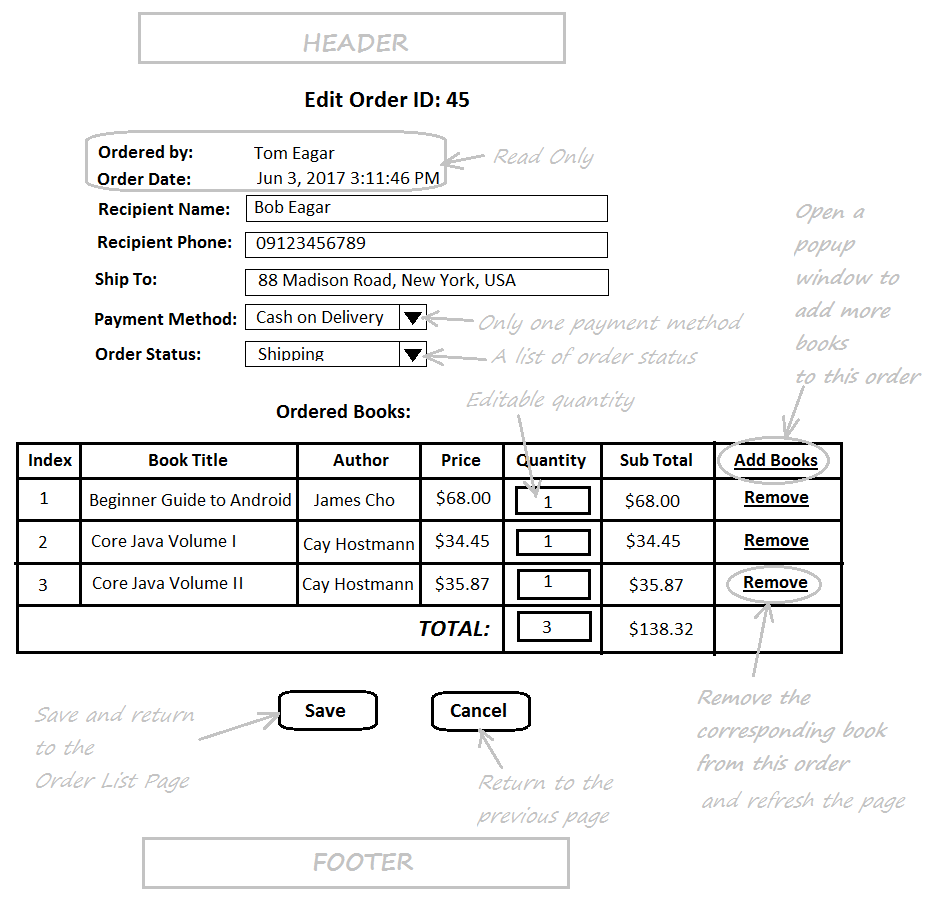 HEADER
Edit Order ID: 45
Ordered by: Tom Eagar
Order Date: Jun 3, 2017 3:11:46 PM
Read Only
Recipient Name: Bob Eagar
Recipient Phone: 09123456789
Ship To: 88 Madison Road, New York, USA
Payment Method: Cash on Delivery
Only one payment method
Order Status: Shipping
A list of order status
Open a
popup
window to
add more
books
to this order
Editable quantity
Ordered Books:
Index Book Title Author Price Quantity Sub Total Add Books
1 Beginner Guide to Android James Cho $68.00 1 $68.00 Remove
2 Core Java Volume I Cay Hostmann $34.45 1 $34.45 Remove
3 Core Java Volume II Cay Hostmann $35.87 1 $35.87 Remove
TOTAL: 3 $138.32
Save Cancel
Save and return
to the
Order List Page
Return to the
previous page
Remove the
corresponding book
from this order
and refresh the page
FOOTER